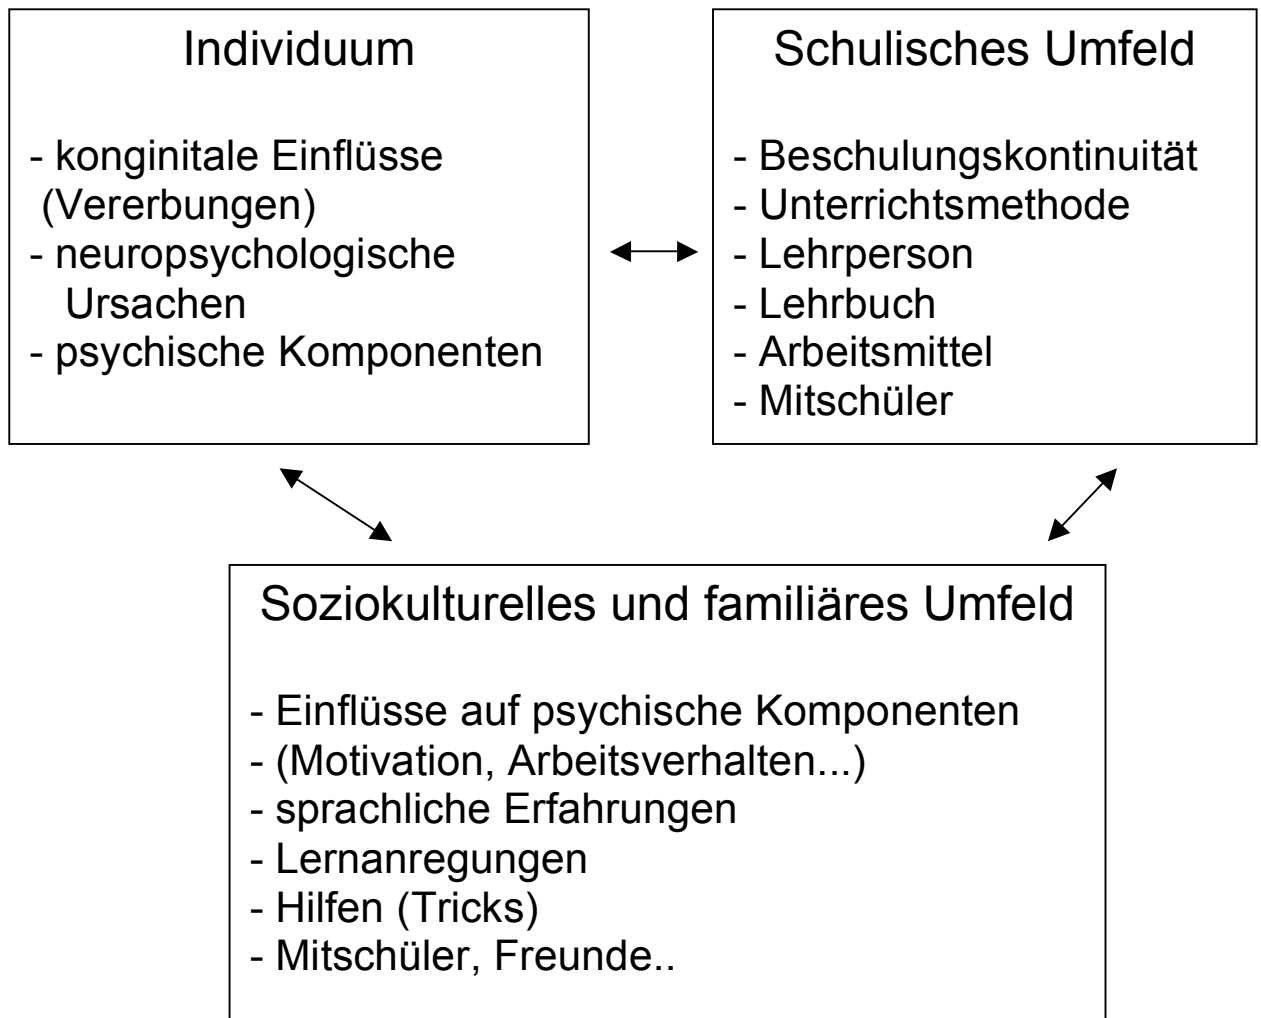 Individuum
- konginitale Einflüsse
(Vererbungen)
- neuropsychologische
Ursachen
- psychische Komponenten
Schulisches Umfeld
- Beschulungskontinuität
- Unterrichtsmethode
- Lehrperson
- Lehrbuch
- Arbeitsmittel
- Mitschüler
Soziokulturelles und familiäres Umfeld
- Einflüsse auf psychische Komponenten
- (Motivation, Arbeitsverhalten...)
- sprachliche Erfahrungen
- Lernanregungen
- Hilfen (Tricks)
- Mitschüler, Freunde..